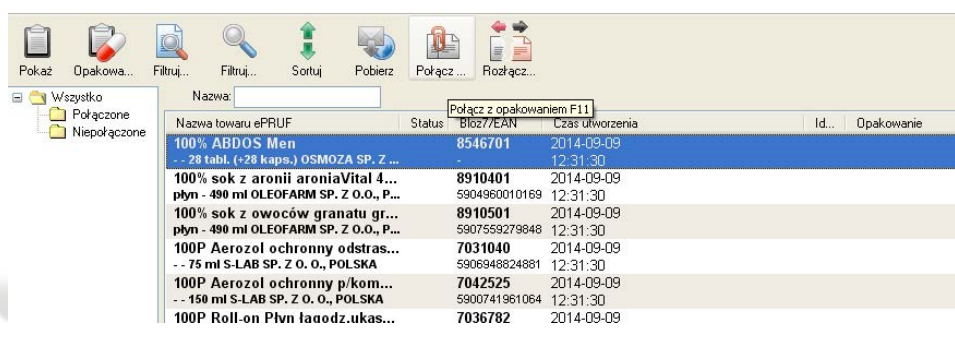 Pokaż Opakowa... Filtruj... Filtruj... Sortuj Pobierz Połącz ... Rozłącz...
Wszystko
Połączone
Niepołączone
Nazwa:
Połącz z opakowaniem F11
Nazwa towaru ePRUF Status Bloz7/EAN Czas utworzenia Id... Opakowanie
100% ABDOS Men 8546701 2014-09-09
- - 28 tabl. (+28 kaps.) OSMOZA SP. Z ... - 12:31:30
100% sok z aronii aroniaVital 4... 8910401 2014-09-09
płyn - 490 ml OLEOFARM SP. Z O.O., P... 5904960010169 12:31:30
100% sok z owoców granatu gr... 8910501 2014-09-09
płyn - 490 ml OLEOFARM SP. Z O.O., P... 5907559279848 12:31:30
100P Aerozol ochronny odstras... 7031040 2014-09-09
- - 75 ml S-LAB SP. Z O. O., POLSKA 5906948824881 12:31:30
100P Aerozol ochronny p/kom... 7042525 2014-09-09
- - 150 ml S-LAB SP. Z O. O., POLSKA 5900741961064 12:31:30
100P Roll-on Płyn łagodz.ukas... 7036782 2014-09-09